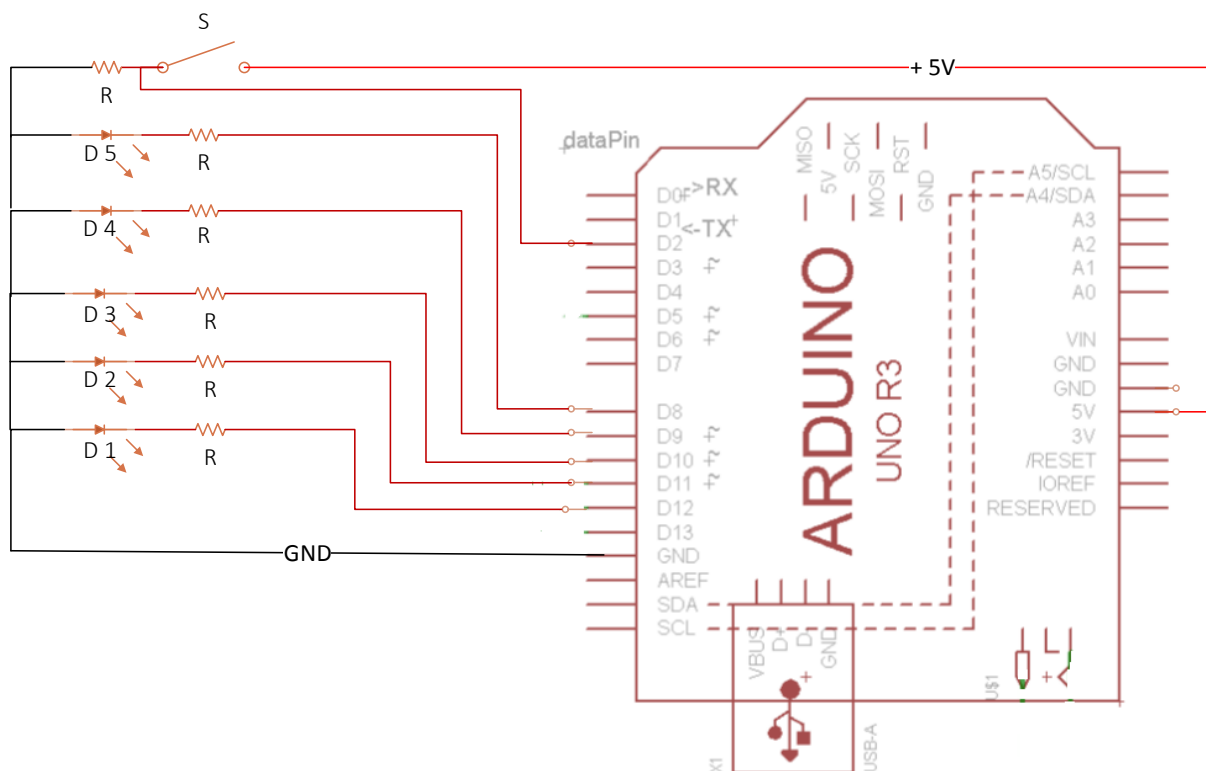 S
+ 5V
R
dataPin
D 5
R
D 4
R
D 3
R
D 2
R
D 1
R
GND
MISO
5V
SCK
MOSI
RST
GND
D0
>RX
D1
<-TX
D2
D3
D4
D5
D6
D7
D8
D9
D10
D11
D12
D13
GND
AREF
SDA
SCL
ARDUINO
UNO R3
A5/SCL
A4/SDA
A3
A2
A1
A0
VIN
GND
GND
5V
3V
/RESET
IOREF
RESERVED
VBUS
D+
D-
GND
U$1
X1
USB-A